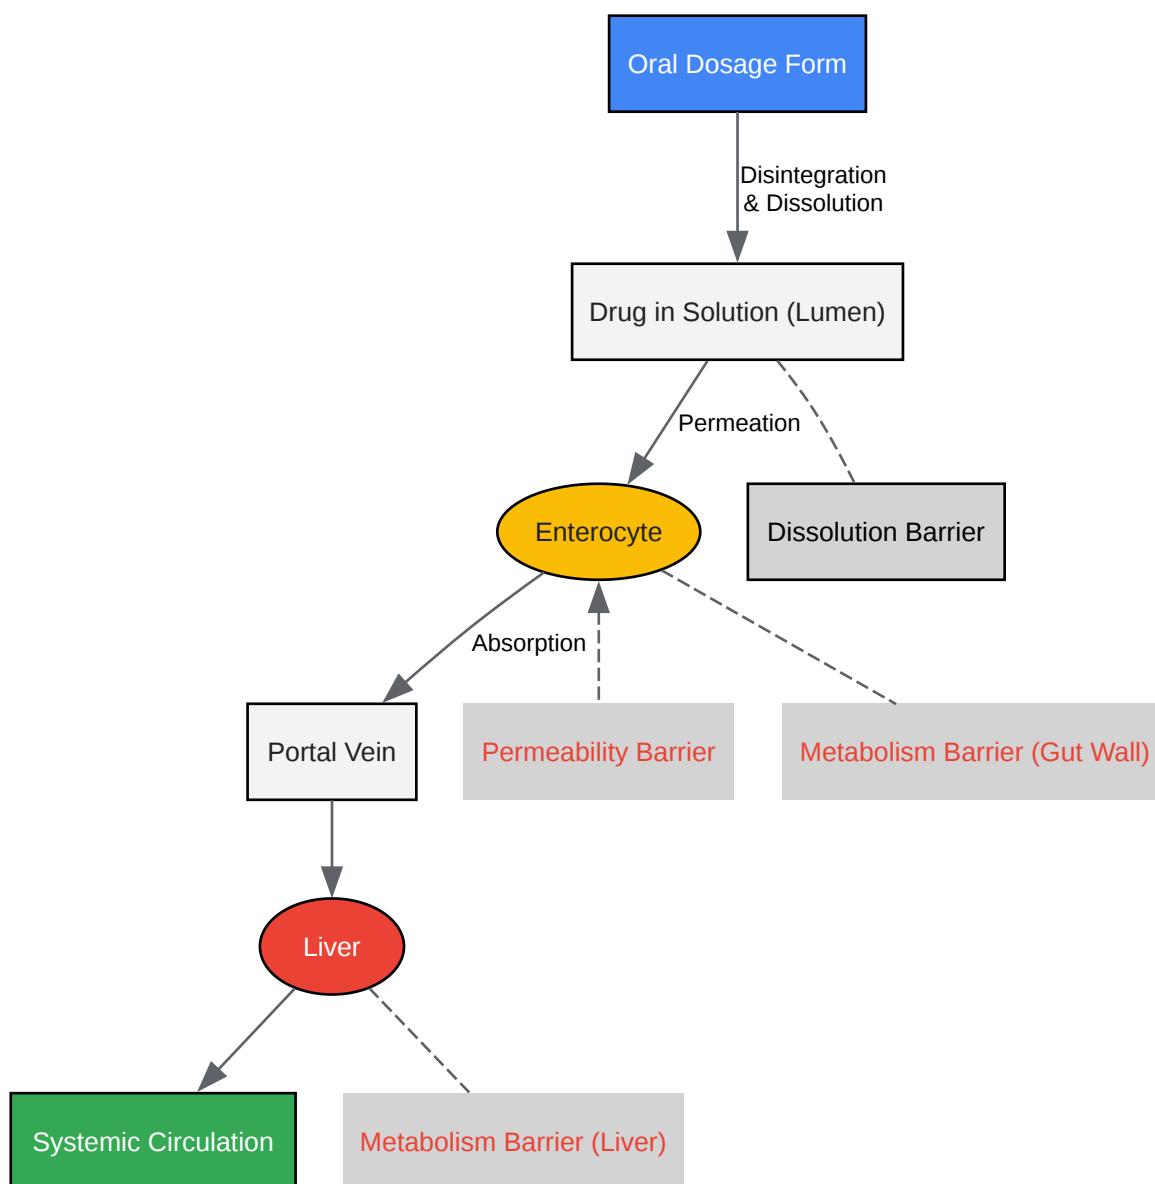 Oral Dosage Form
Disintegration
& Dissolution
Drug in Solution (Lumen)
Permeation
Enterocyte
Dissolution Barrier
Absorption
Portal Vein
Permeability Barrier
Metabolism Barrier (Gut Wall)
Liver
Systemic Circulation
Metabolism Barrier (Liver)